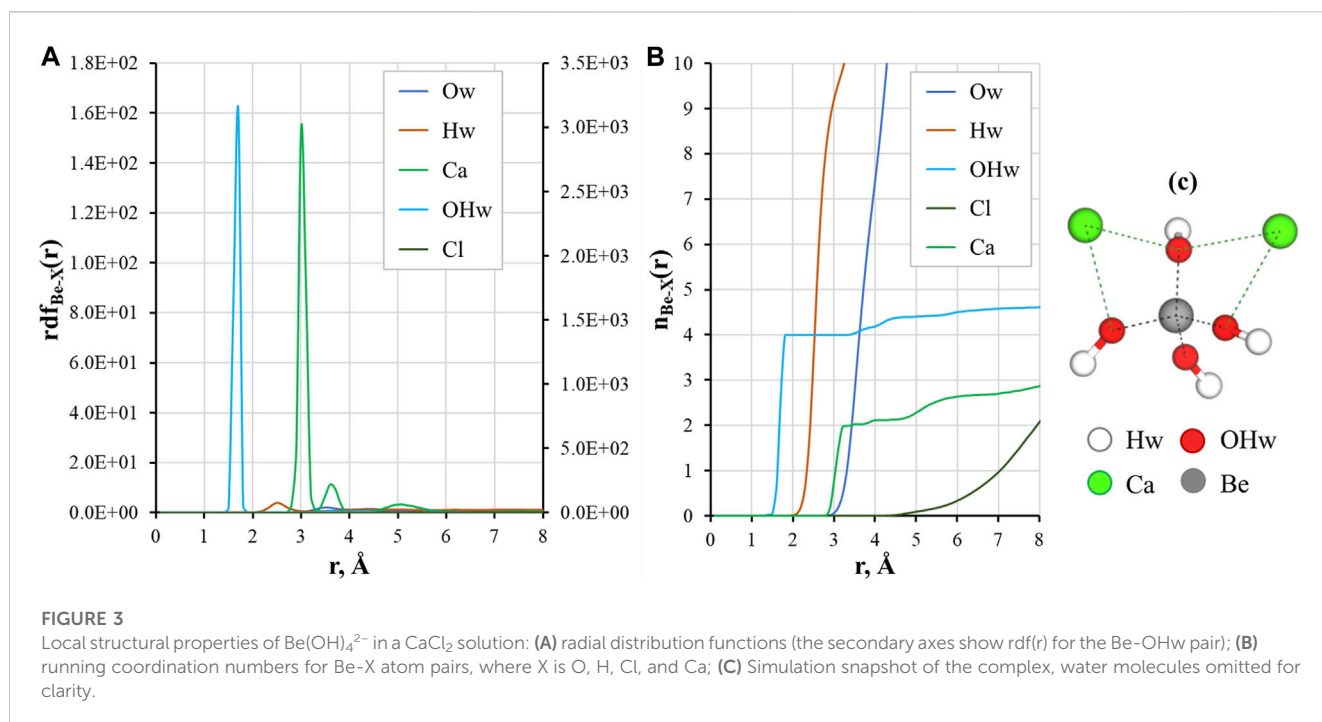 A
rdf_Be-X(r)
1.8E+02
1.6E+02
1.4E+02
1.2E+02
1.0E+02
8.0E+01
6.0E+01
4.0E+01
2.0E+01
0.0E+00
Ow
Hw
Ca
OHw
Cl
3.5E+03
3.0E+03
2.5E+03
2.0E+03
1.5E+03
1.0E+03
5.0E+02
0.0E+00
0 1 2 3 4 5 6 7 8
r, Å
B
n_Be-X(r)
10
9
8
7
6
5
4
3
2
1
0
Ow
Hw
OHw
Cl
Ca
0 1 2 3 4 5 6 7 8
r, Å
(c)
Hw OHw
Ca Be
FIGURE 3
Local structural properties of Be(OH)₄²⁻ in a CaCl₂ solution: (A) radial distribution functions (the secondary axes show rdf(r) for the Be-OHw pair); (B)
running coordination numbers for Be-X atom pairs, where X is O, H, Cl, and Ca; (C) Simulation snapshot of the complex, water molecules omitted for
clarity.